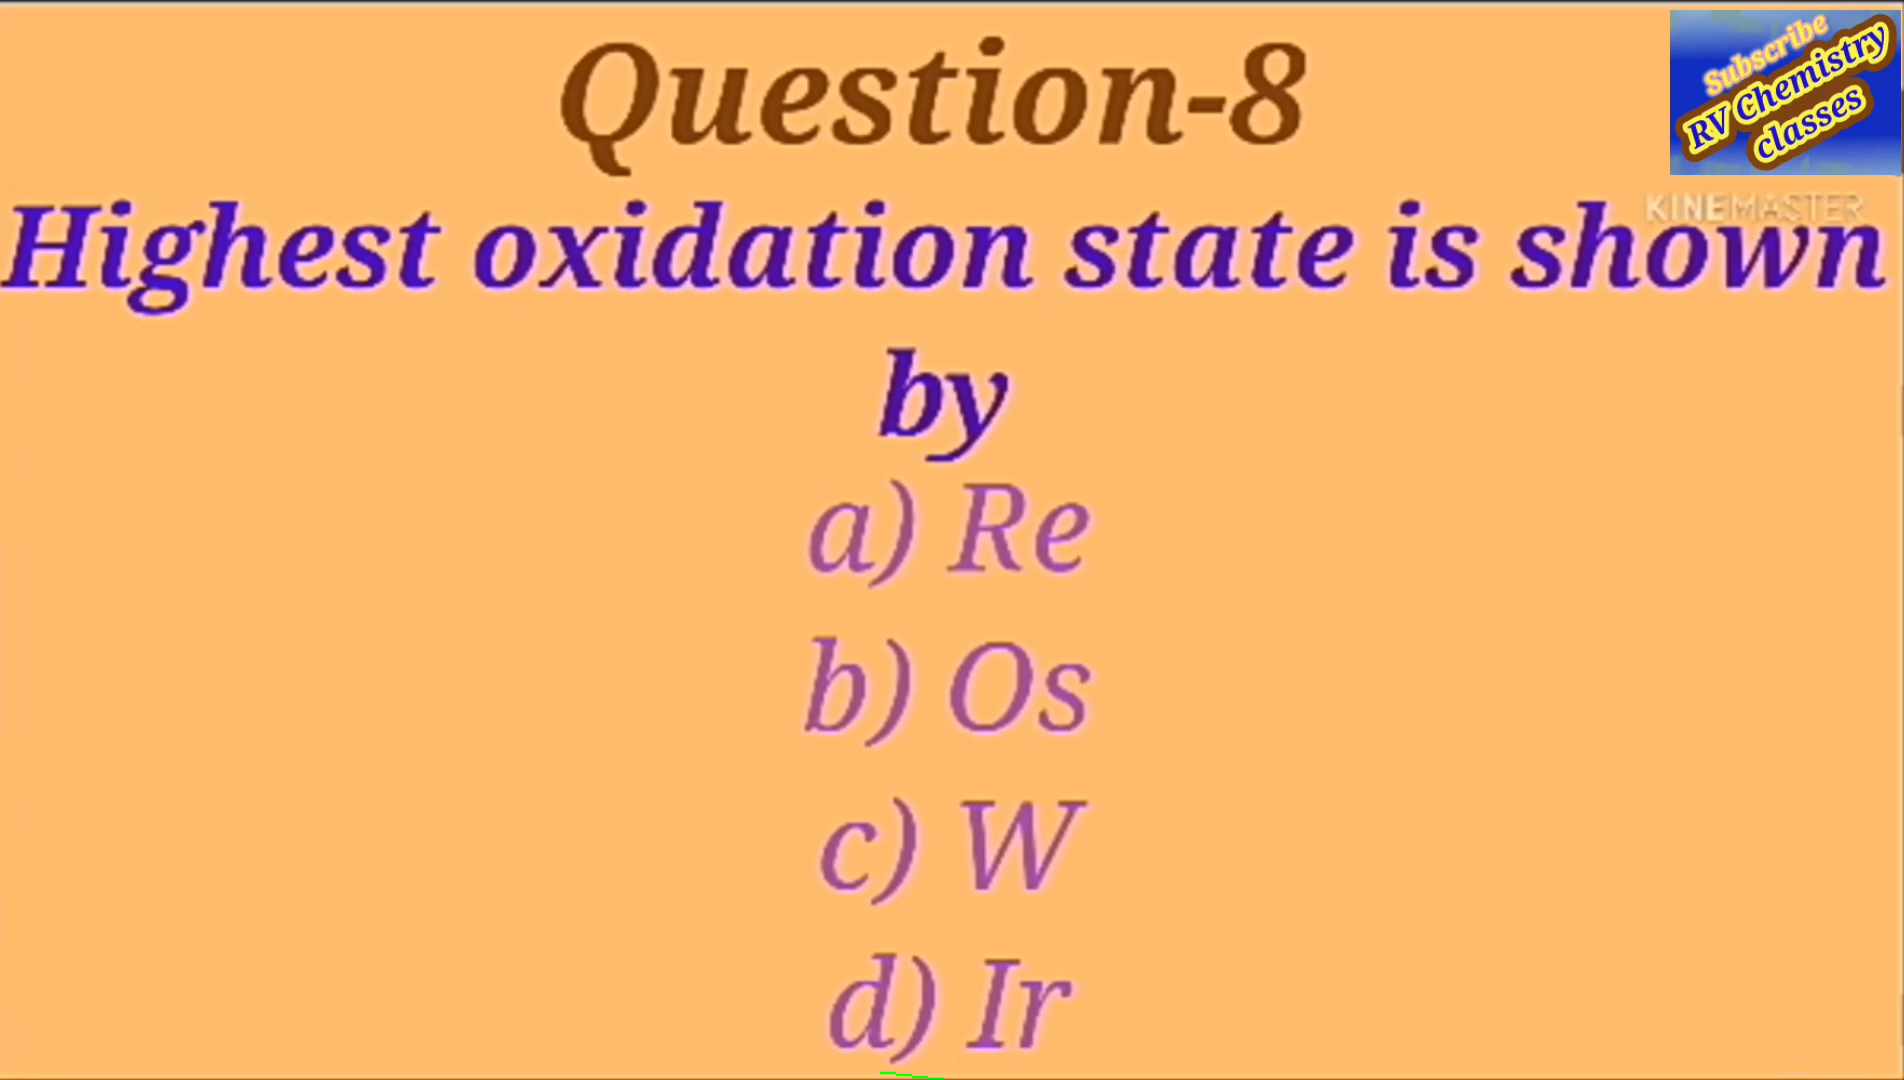 Question-8
Subscribe
RV Chemistry
classes
KINEMASTER
Highest oxidation state is shown
by
a) Re
b) Os
c) W
d) Ir